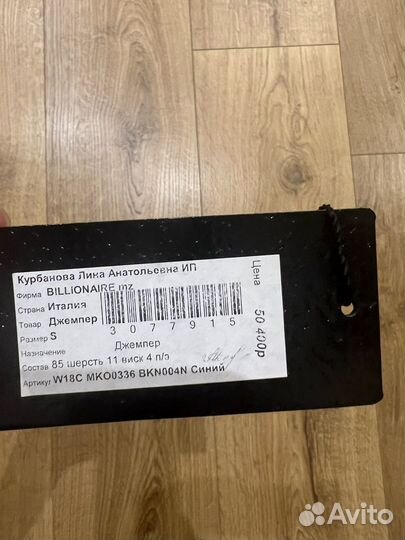 Курбанова Лика Анатольевна ИП
Фирма BILLIONAIRE mz
Страна Италия
Товар Джемпер
3077915
Размер S
Назначение Джемпер
Состав 85 шерсть 11 виск 4 п/э
Артикул W18C MKO0336 BKN004N Синий
Цена 50 400р
Avito